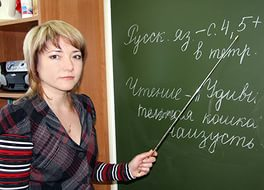 Русск. яз – с. 4, 5+
в тетр.
Чтение – „Удиви
тельная кошка
наизусть